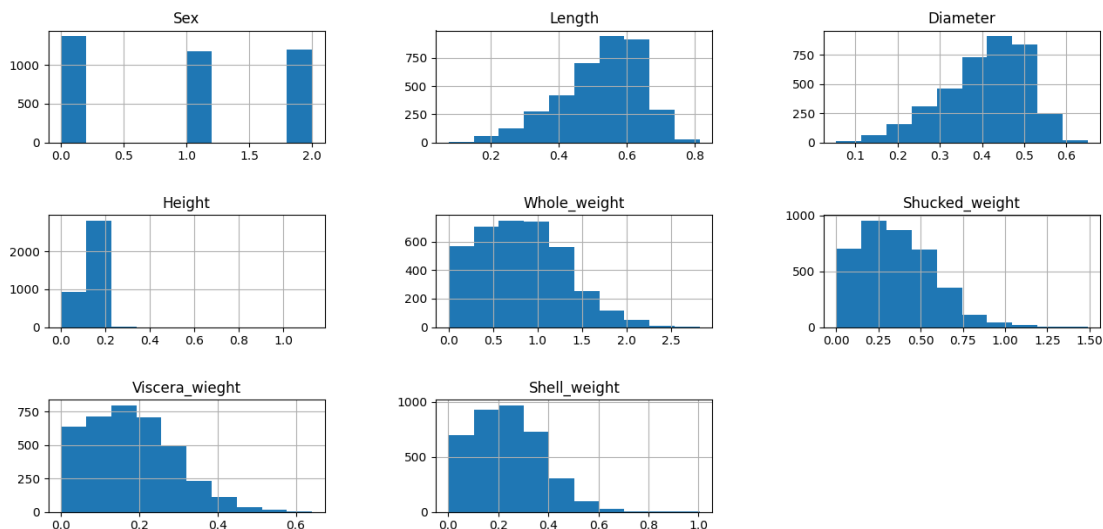 Sex
1000
500
0
0.0 0.5 1.0 1.5 2.0
Length
750
500
250
0
0.2 0.4 0.6 0.8
Diameter
750
500
250
0
0.1 0.2 0.3 0.4 0.5 0.6
Height
2000
1000
0
0.0 0.2 0.4 0.6 0.8 1.0
Whole_weight
600
400
200
0
0.0 0.5 1.0 1.5 2.0 2.5
Shucked_weight
1000
500
0
0.00 0.25 0.50 0.75 1.00 1.25 1.50
Viscera_wieght
750
500
250
0
0.0 0.2 0.4 0.6
Shell_weight
1000
500
0
0.0 0.2 0.4 0.6 0.8 1.0